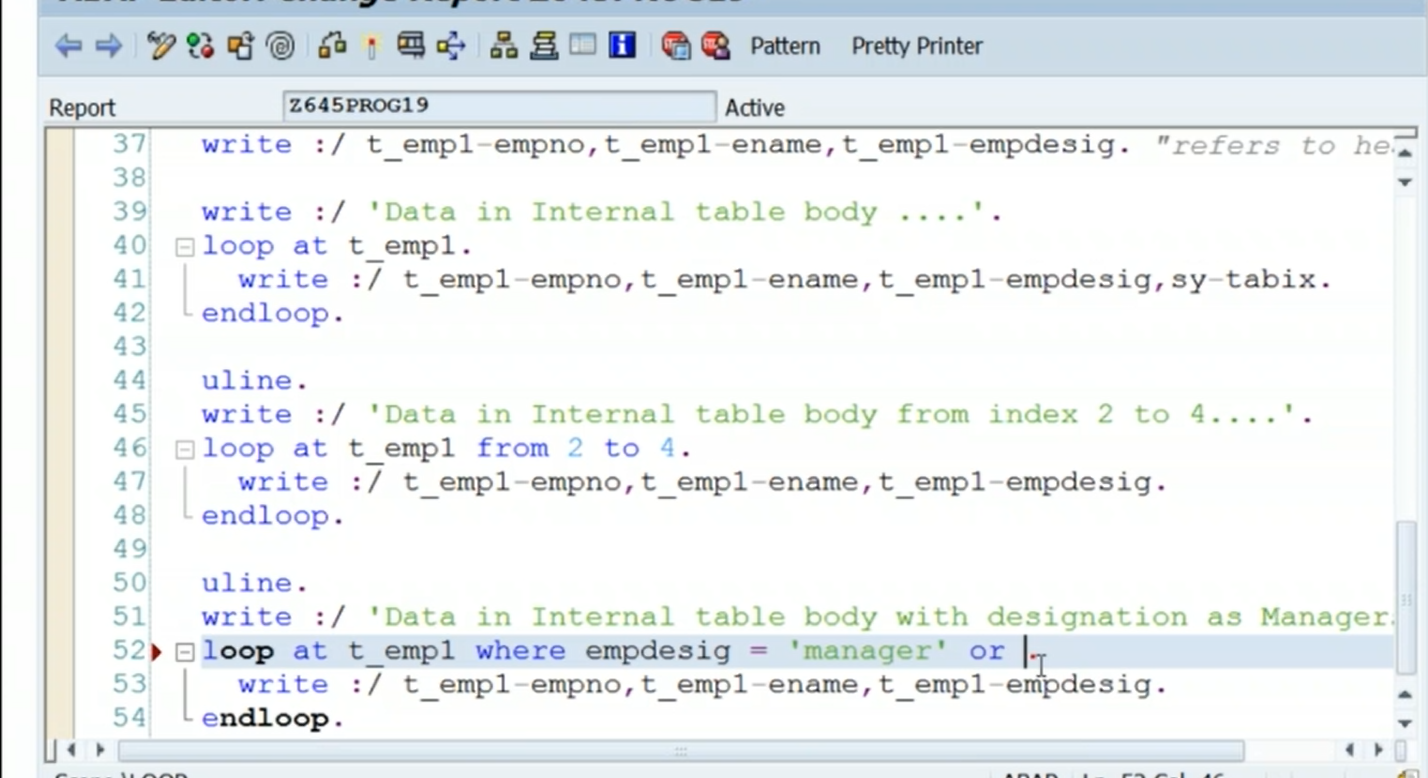 Pattern Pretty Printer
Report Z645PROG19 Active
37 write :/ t_emp1-empno,t_emp1-ename,t_emp1-empdesig. "refers to he
38
39 write :/ 'Data in Internal table body ....'.
40 loop at t_emp1.
41 write :/ t_emp1-empno,t_emp1-ename,t_emp1-empdesig,sy-tabix.
42 endloop.
43
44 uline.
45 write :/ 'Data in Internal table body from index 2 to 4....'.
46 loop at t_emp1 from 2 to 4.
47 write :/ t_emp1-empno,t_emp1-ename,t_emp1-empdesig.
48 endloop.
49
50 uline.
51 write :/ 'Data in Internal table body with designation as Manager.
52 loop at t_emp1 where empdesig = 'manager' or .
53 write :/ t_emp1-empno,t_emp1-ename,t_emp1-empdesig.
54 endloop.